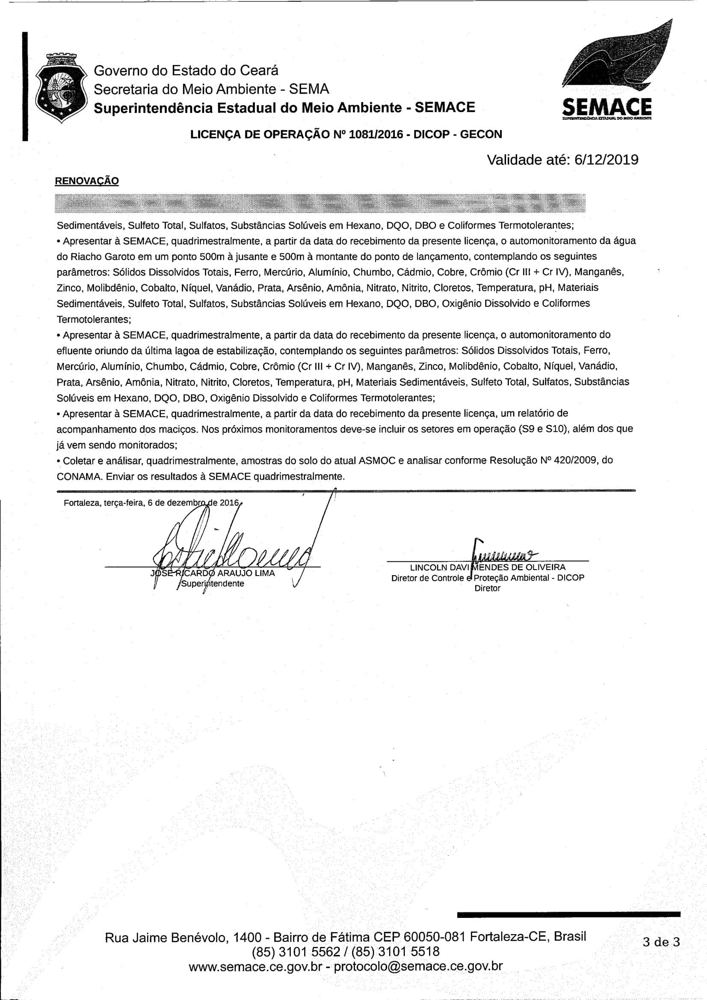 Governo do Estado do Ceará
Secretaria do Meio Ambiente - SEMA
Superintendência Estadual do Meio Ambiente - SEMACE
SEMACE
SUPERINTENDÊNCIA ESTADUAL DO MEIO AMBIENTE
LICENÇA DE OPERAÇÃO Nº 1081/2016 - DICOP - GECON
Validade até: 6/12/2019
RENOVAÇÃO
Sedimentáveis, Sulfeto Total, Sulfatos, Substâncias Solúveis em Hexano, DQO, DBO e Coliformes Termotolerantes;
• Apresentar à SEMACE, quadrimestralmente, a partir da data do recebimento da presente licença, o automonitoramento da água
do Riacho Garoto em um ponto 500m à jusante e 500m à montante do ponto de lançamento, contemplando os seguintes
parâmetros: Sólidos Dissolvidos Totais, Ferro, Mercúrio, Alumínio, Chumbo, Cádmio, Cobre, Crômio (Cr III + Cr IV), Manganês,
Zinco, Molibdênio, Cobalto, Níquel, Vanádio, Prata, Arsênio, Amônia, Nitrato, Nitrito, Cloretos, Temperatura, pH, Materiais
Sedimentáveis, Sulfeto Total, Sulfatos, Substâncias Solúveis em Hexano, DQO, DBO, Oxigênio Dissolvido e Coliformes
Termotolerantes;
• Apresentar à SEMACE, quadrimestralmente, a partir da data do recebimento da presente licença, o automonitoramento do
efluente oriundo da última lagoa de estabilização, contemplando os seguintes parâmetros: Sólidos Dissolvidos Totais, Ferro,
Mercúrio, Alumínio, Chumbo, Cádmio, Cobre, Crômio (Cr III + Cr IV), Manganês, Zinco, Molibdênio, Cobalto, Níquel, Vanádio,
Prata, Arsênio, Amônia, Nitrato, Nitrito, Cloretos, Temperatura, pH, Materiais Sedimentáveis, Sulfeto Total, Sulfatos, Substâncias
Solúveis em Hexano, DQO, DBO, Oxigênio Dissolvido e Coliformes Termotolerantes;
• Apresentar à SEMACE, quadrimestralmente, a partir da data do recebimento da presente licença, um relatório de
acompanhamento dos maciços. Nos próximos monitoramentos deve-se incluir os setores em operação (S9 e S10), além dos que
já vem sendo monitorados;
• Coletar e análisar, quadrimestralmente, amostras do solo do atual ASMOC e analisar conforme Resolução Nº 420/2009, do
CONAMA. Enviar os resultados à SEMACE quadrimestralmente.
Fortaleza, terça-feira, 6 de dezembro de 2016
JOSE RICARDO ARAUJO LIMA
Superintendente
LINCOLN DAVI MENDES DE OLIVEIRA
Diretor de Controle e Proteção Ambiental - DICOP
Diretor
Rua Jaime Benévolo, 1400 - Bairro de Fátima CEP 60050-081 Fortaleza-CE, Brasil
(85) 3101 5562 / (85) 3101 5518
www.semace.ce.gov.br - protocolo@semace.ce.gov.br
3 de 3